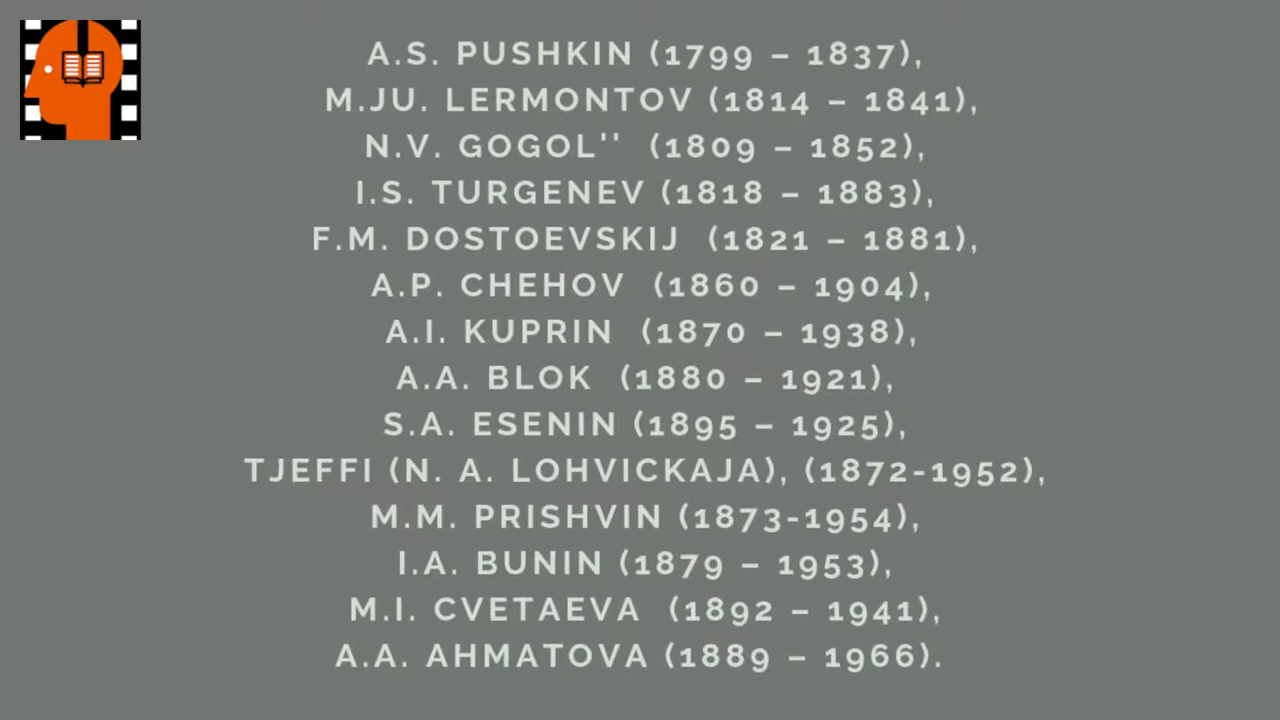 A.S. PUSHKIN (1799 – 1837),
M.JU. LERMONTOV (1814 – 1841),
N.V. GOGOL'' (1809 – 1852),
I.S. TURGENEV (1818 – 1883),
F.M. DOSTOEVSKIJ (1821 – 1881),
A.P. CHEHOV (1860 – 1904),
A.I. KUPRIN (1870 – 1938),
A.A. BLOK (1880 – 1921),
S.A. ESENIN (1895 – 1925),
TJEFFI (N. A. LOHVICKAJA), (1872-1952),
M.M. PRISHVIN (1873-1954),
I.A. BUNIN (1879 – 1953),
M.I. CVETAEVA (1892 – 1941),
A.A. AHMATOVA (1889 – 1966).